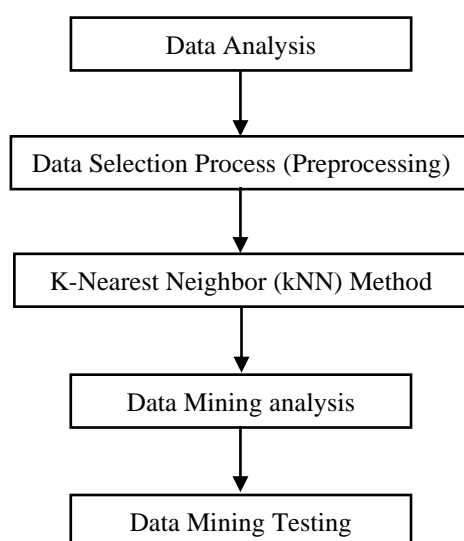 Data Analysis
Data Selection Process (Preprocessing)
K-Nearest Neighbor (kNN) Method
Data Mining analysis
Data Mining Testing